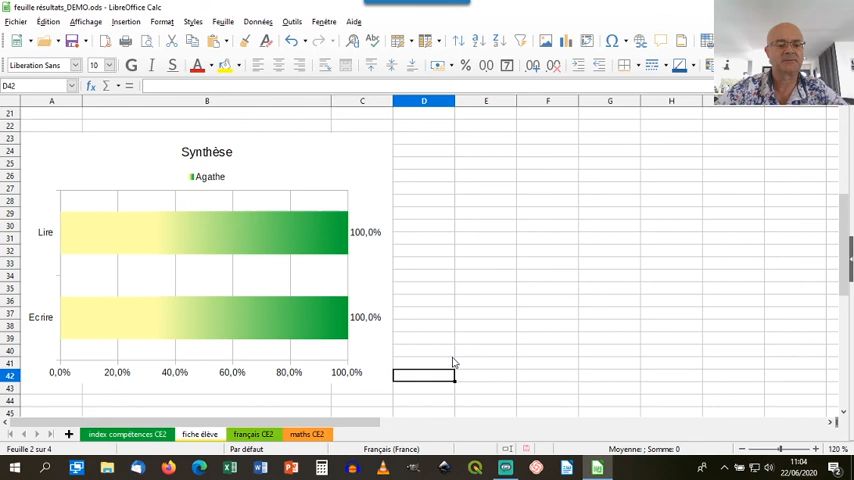 feuille résultats_DEMO.ods - LibreOffice Calc
Fichier Édition Affichage Insertion Format Styles Feuille Données Outils Fenêtre Aide
Liberation Sans 10 G I S A % 0,0 7
D42
A B C D E F G H
21
22
23
24
25
26
27
28
29
30
31
32
33
34
35
36
37
38
39
40
41
42
43
44
45
Synthèse
Agathe
Lire 100,0%
Ecrire 100,0%
0,0% 20,0% 40,0% 60,0% 80,0% 100,0%
index compétences CE2 fiche élève français CE2 maths CE2
Feuille 2 sur 4 Par défaut Français (France) Moyenne: ; Somme: 0 120 %
11:04
22/06/2020